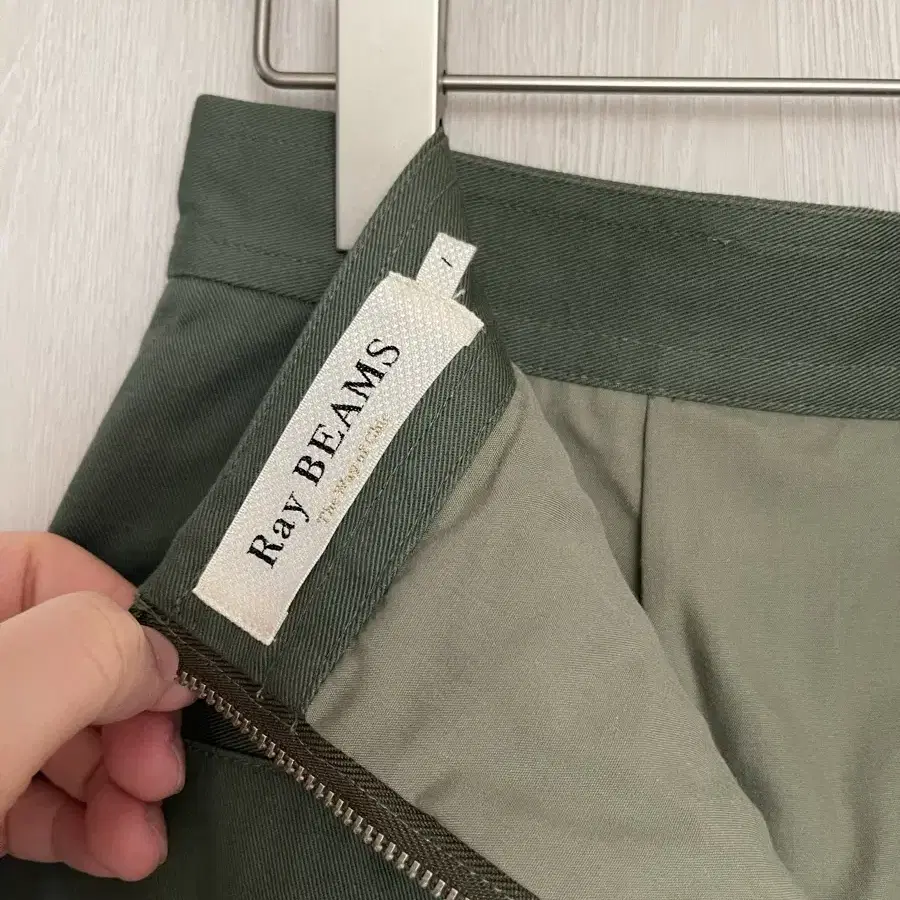 1
Ray BEAMS
The Way of Chic